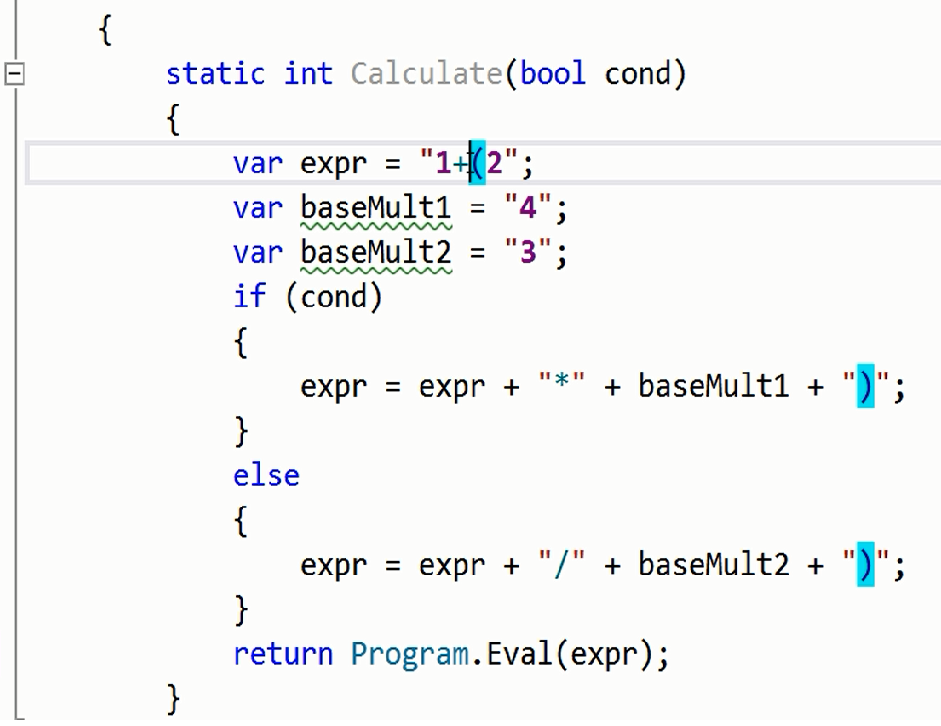 {
static int Calculate(bool cond)
{
var expr = "1+(2";
var baseMult1 = "4";
var baseMult2 = "3";
if (cond)
{
expr = expr + "*" + baseMult1 + ")";
}
else
{
expr = expr + "/" + baseMult2 + ")";
}
return Program.Eval(expr);
}